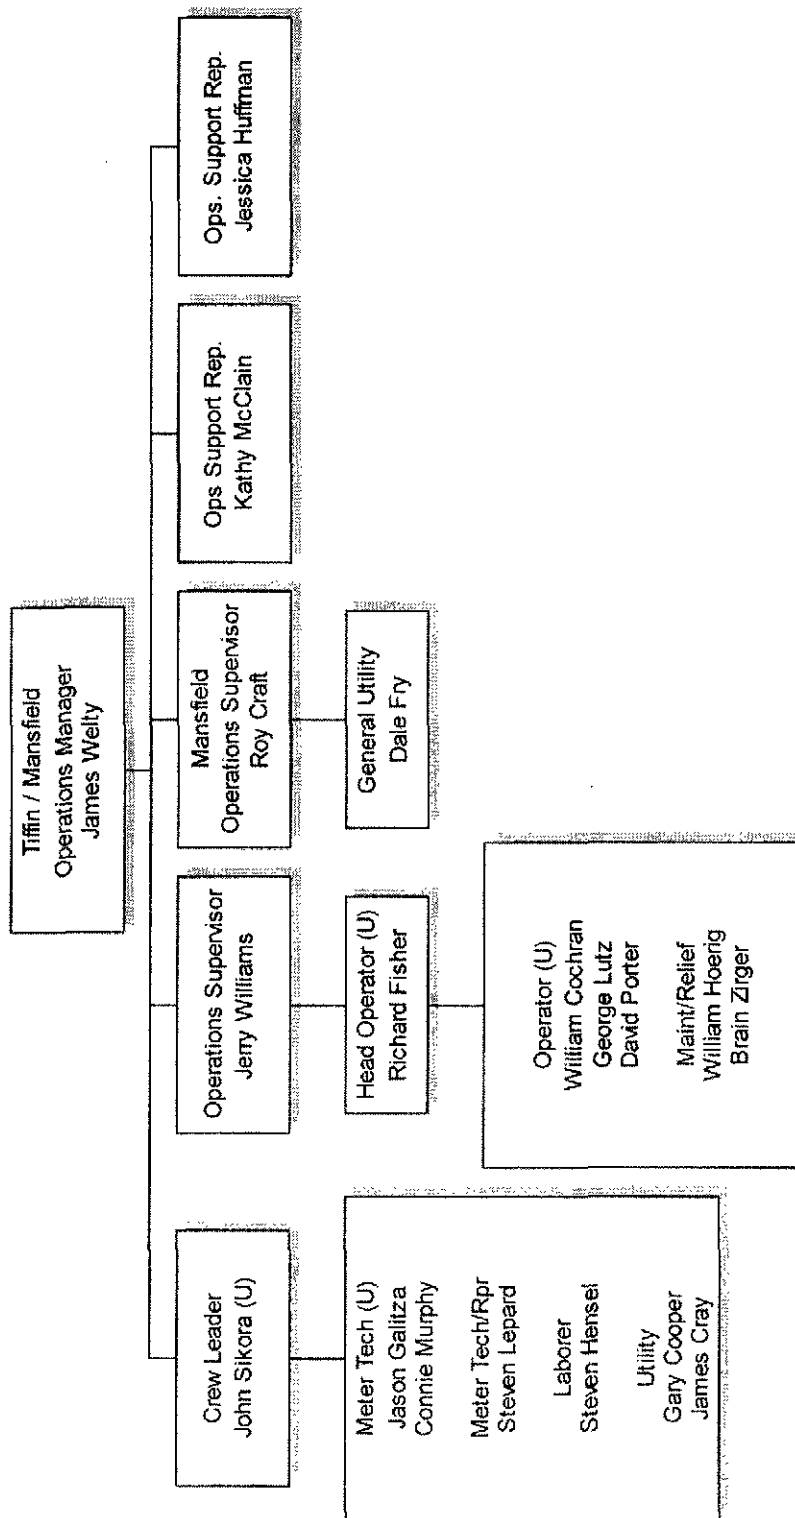 Tiffin / Mansfield
Operations Manager
James Welty
Crew Leader
John Sikora (U)
Operations Supervisor
Jerry Williams
Mansfield
Operations Supervisor
Roy Craft
Ops Support Rep.
Kathy McClain
Ops. Support Rep.
Jessica Huffman
Meter Tech (U)
Jason Galitza
Connie Murphy
Meter Tech/Rpr
Steven Lepard
Laborer
Steven Hensel
Utility
Gary Cooper
James Cray
Head Operator (U)
Richard Fisher
General Utility
Dale Fry
Operator (U)
William Cochran
George Lutz
David Porter
Maint/Relief
William Hoerig
Brain Zirger